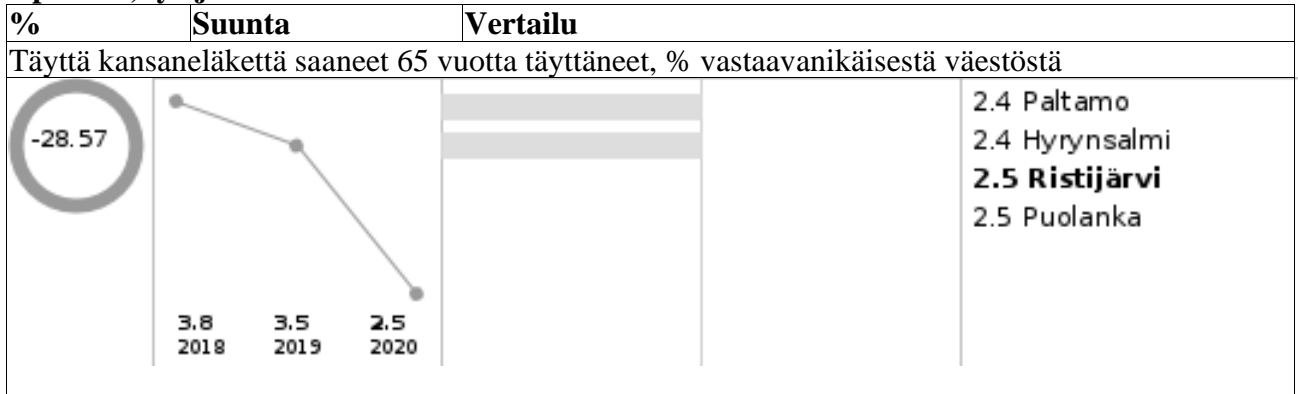 % Suunta Vertailu
Täyttä kansaneläkettä saaneet 65 vuotta täyttäneet, % vastaavanikäisestä väestöstä
-28.57
3.8 3.5 2.5
2018 2019 2020
2.4 Paltamo
2.4 Hyrynsalmi
2.5 Ristijärvi
2.5 Puolanka